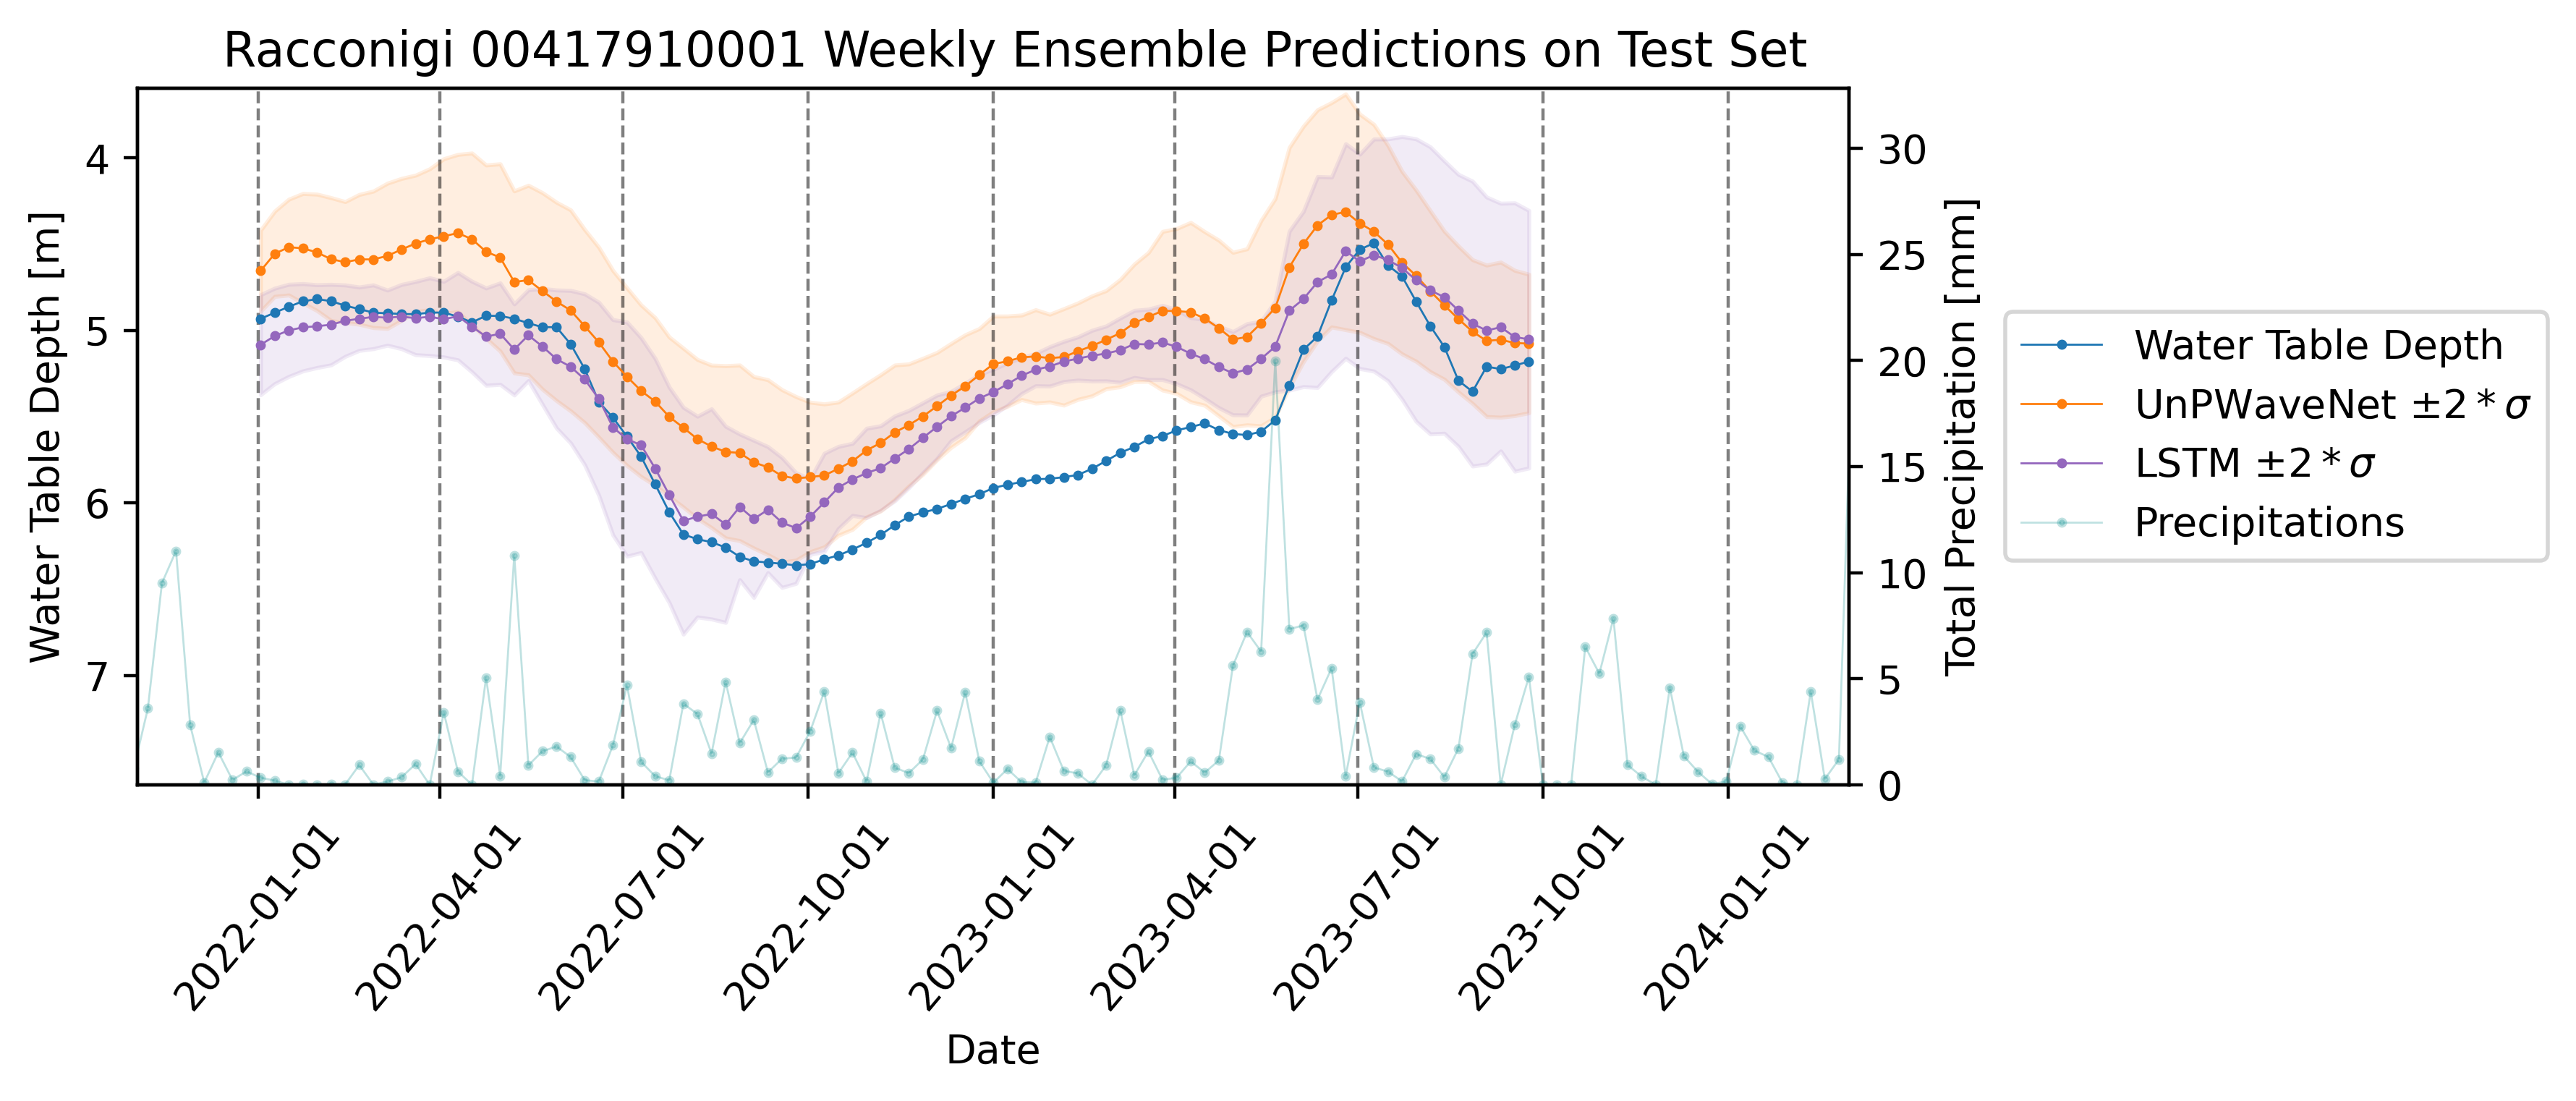 Racconigi 00417910001 Weekly Ensemble Predictions on Test Set
Water Table Depth [m]
4
5
6
7
30
25
20
15
10
5
0
Total Precipitation [mm]
Water Table Depth
UnPWaveNet ±2 * σ
LSTM ±2 * σ
Precipitations
2022-01-01
2022-04-01
2022-07-01
2022-10-01
2023-01-01
2023-04-01
2023-07-01
2023-10-01
2024-01-01
Date